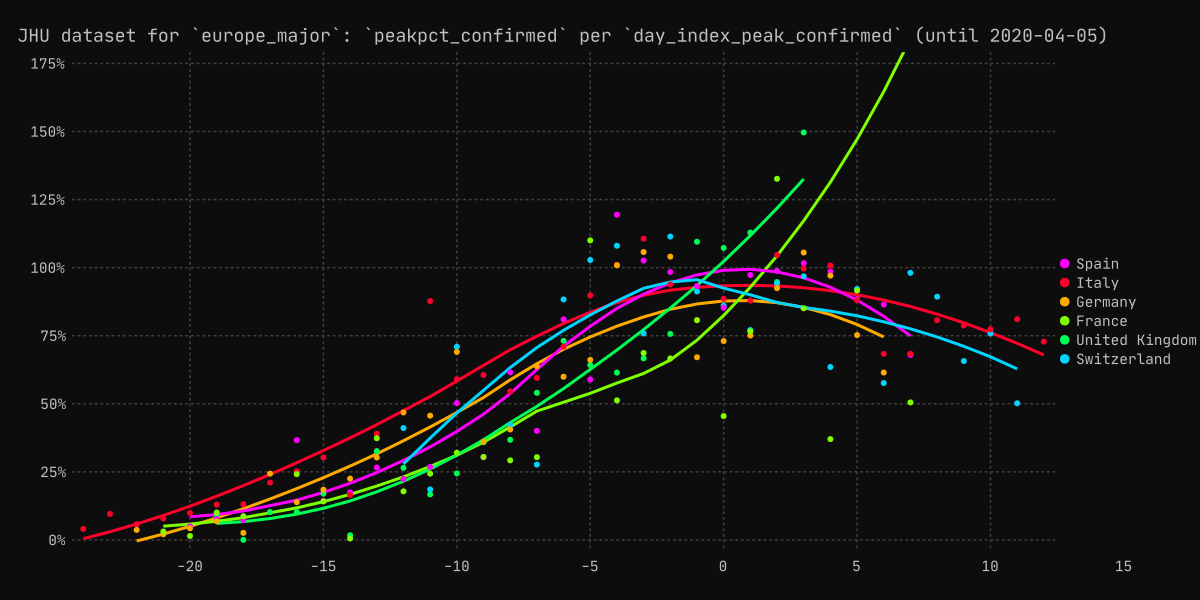 JHU dataset for `europe_major`: `peakpct_confirmed` per `day_index_peak_confirmed` (until 2020-04-05)
175%
150%
125%
100%
75%
50%
25%
0%
Spain
Italy
Germany
France
United Kingdom
Switzerland
-20 -15 -10 -5 0 5 10 15